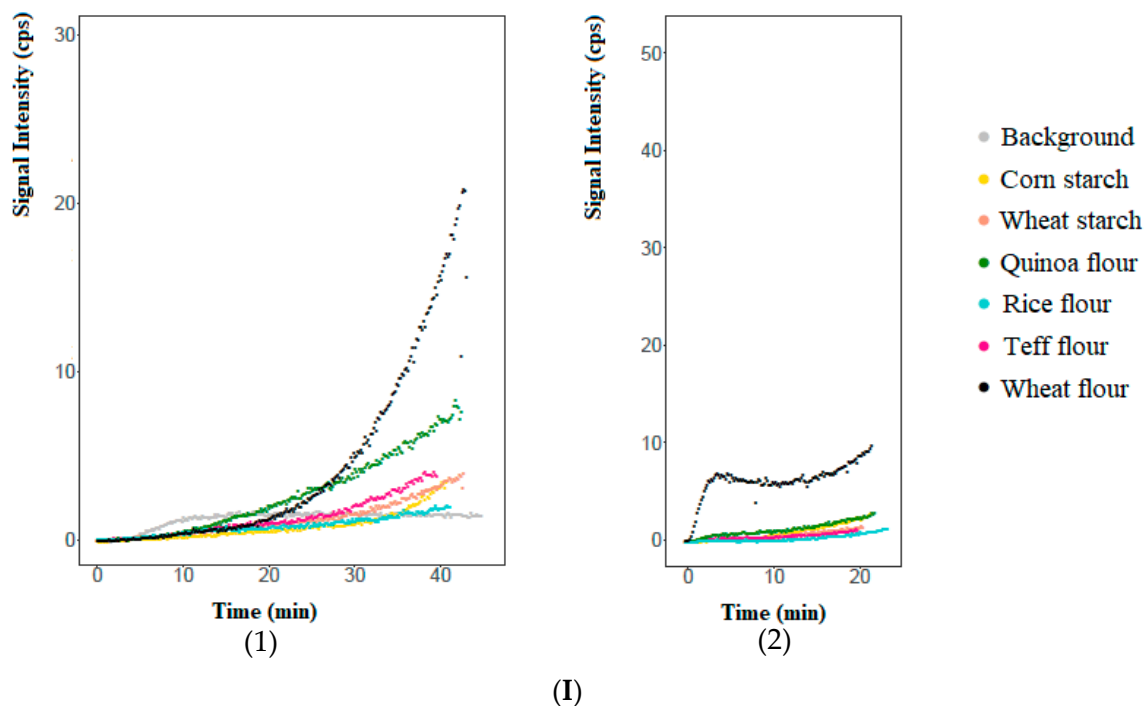 Signal Intensity (cps)
30
20
10
0
0 10 20 30 40
Time (min)
(1)
Signal Intensity (cps)
50
40
30
20
10
0
0 10 20
Time (min)
(2)
Background
Corn starch
Wheat starch
Quinoa flour
Rice flour
Teff flour
Wheat flour
(I)